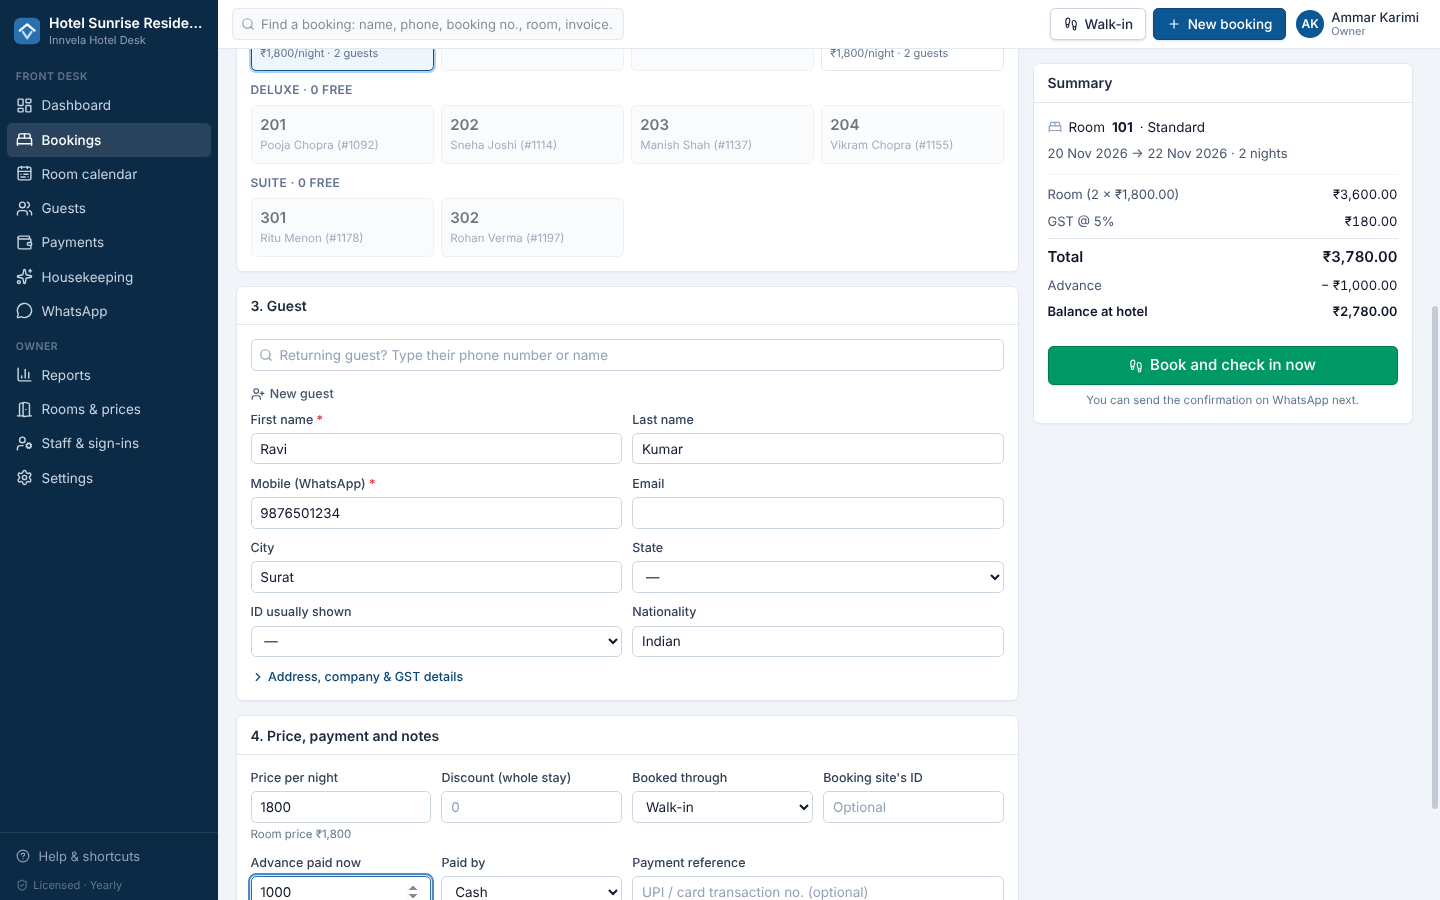 Hotel Sunrise Reside...
Innvela Hotel Desk
FRONT DESK
Dashboard
Bookings
Room calendar
Guests
Payments
Housekeeping
WhatsApp
OWNER
Reports
Rooms & prices
Staff & sign-ins
Settings
Help & shortcuts
Licensed · Yearly
Find a booking: name, phone, booking no., room, invoice.
Walk-in
New booking
AK
Ammar Karimi
Owner
₹1,800/night · 2 guests
₹1,800/night · 2 guests
DELUXE · 0 FREE
201
Pooja Chopra (#1092)
202
Sneha Joshi (#1114)
203
Manish Shah (#1137)
204
Vikram Chopra (#1155)
SUITE · 0 FREE
301
Ritu Menon (#1178)
302
Rohan Verma (#1197)
3. Guest
Returning guest? Type their phone number or name
New guest
First name *
Last name
Ravi
Kumar
Mobile (WhatsApp) *
Email
9876501234
City
State
Surat
—
ID usually shown
Nationality
—
Indian
Address, company & GST details
4. Price, payment and notes
Price per night
Discount (whole stay)
Booked through
Booking site's ID
1800
0
Walk-in
Optional
Room price ₹1,800
Advance paid now
Paid by
Payment reference
1000
Cash
UPI / card transaction no. (optional)
Summary
Room 101 · Standard
20 Nov 2026 → 22 Nov 2026 · 2 nights
Room (2 × ₹1,800.00) ₹3,600.00
GST @ 5% ₹180.00
Total ₹3,780.00
Advance − ₹1,000.00
Balance at hotel ₹2,780.00
Book and check in now
You can send the confirmation on WhatsApp next.